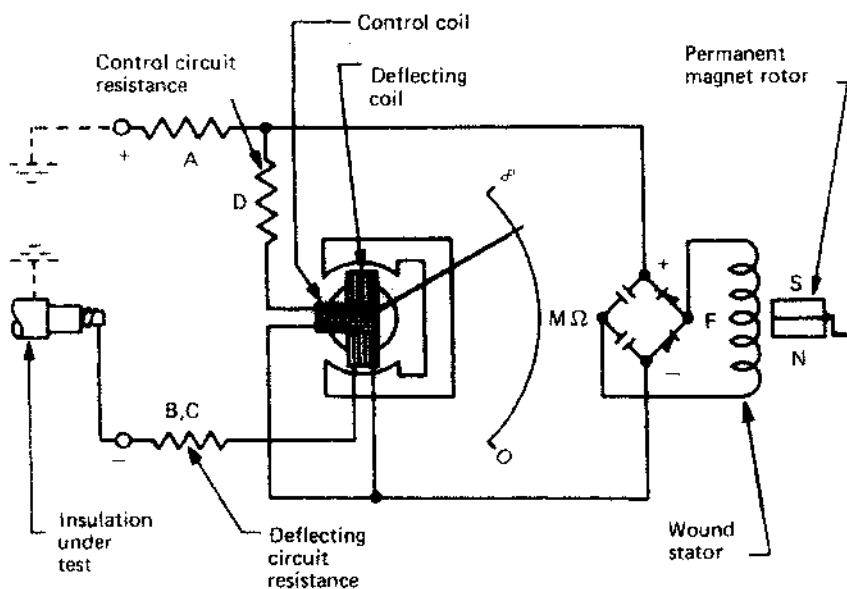 Control coil
Control circuit
resistance
Deflecting
coil
Permanent
magnet rotor
+
A
D
∞
+
S
MΩ
F
N
−
B,C
−
O
Insulation
under
test
Deflecting
circuit
resistance
Wound
stator